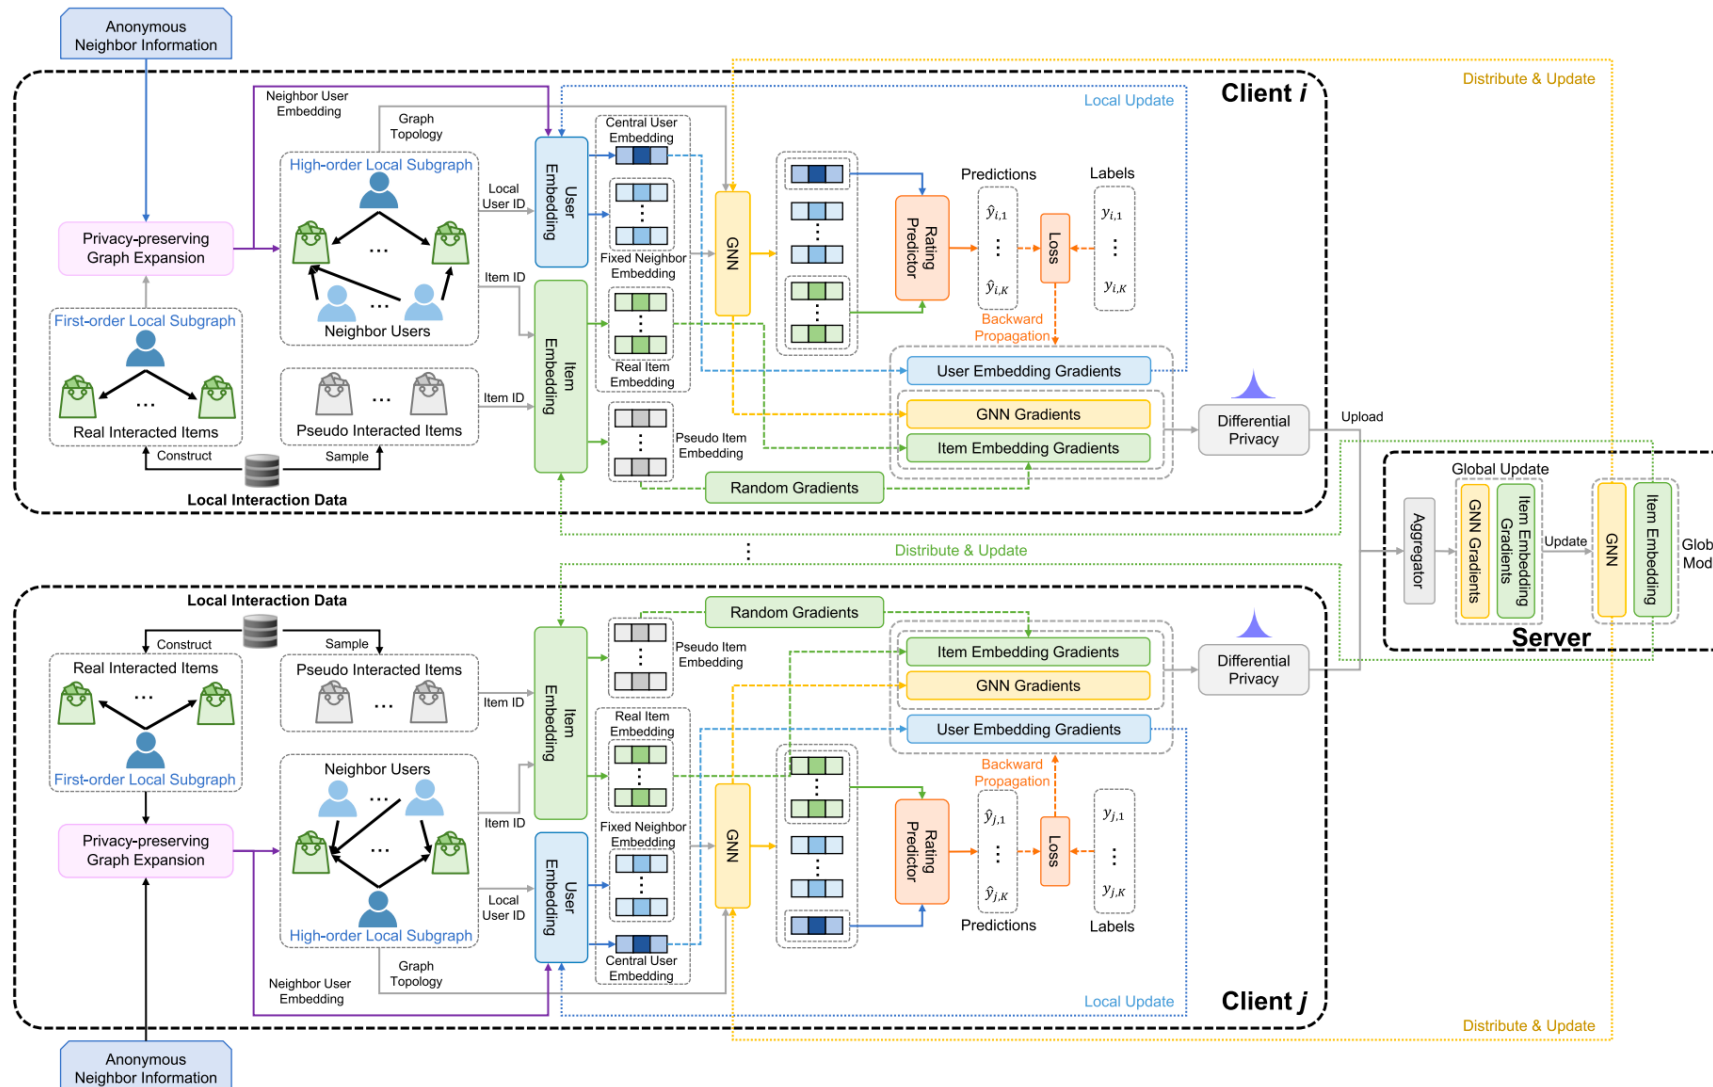 Anonymous
Neighbor Information
Distribute & Update
Client i
Neighbor User
Embedding
Graph
Topology
Local Update
Central User
Embedding
High-order Local Subgraph
Local
User ID
User
Embedding
Predictions
Labels
Privacy-preserving
Graph Expansion
...
Item ID
Fixed Neighbor
Embedding
GNN
Rating
Predictor
ŷi,1
ŷi,K
Loss
yi,1
yi,K
...
Neighbor Users
First-order Local Subgraph
...
Real Interacted Items
...
Pseudo Interacted Items
Item ID
Item
Embedding
Real Item
Embedding
Backward
Propagation
User Embedding Gradients
GNN Gradients
Item Embedding Gradients
Differential
Privacy
Upload
Pseudo Item
Embedding
Random Gradients
Construct
Sample
Local Interaction Data
Global Update
Aggregator
GNN Gradients
Item Embedding
Gradients
Update
GNN
Item Embedding
Server
Distribute & Update
Local Interaction Data
Random Gradients
Construct
Sample
Real Interacted Items
...
Pseudo Interacted Items
...
Item ID
Item
Embedding
Pseudo Item
Embedding
Item Embedding Gradients
GNN Gradients
User Embedding Gradients
Differential
Privacy
First-order Local Subgraph
Real Item
Embedding
Backward
Propagation
Neighbor Users
...
Item ID
Privacy-preserving
Graph Expansion
...
Fixed Neighbor
Embedding
GNN
Rating
Predictor
ŷj,1
ŷj,K
Loss
yj,1
yj,K
Local
User ID
User
Embedding
High-order Local Subgraph
Predictions
Labels
Central User
Embedding
Graph
Topology
Neighbor User
Embedding
Local Update
Client j
Distribute & Update
Anonymous
Neighbor Information